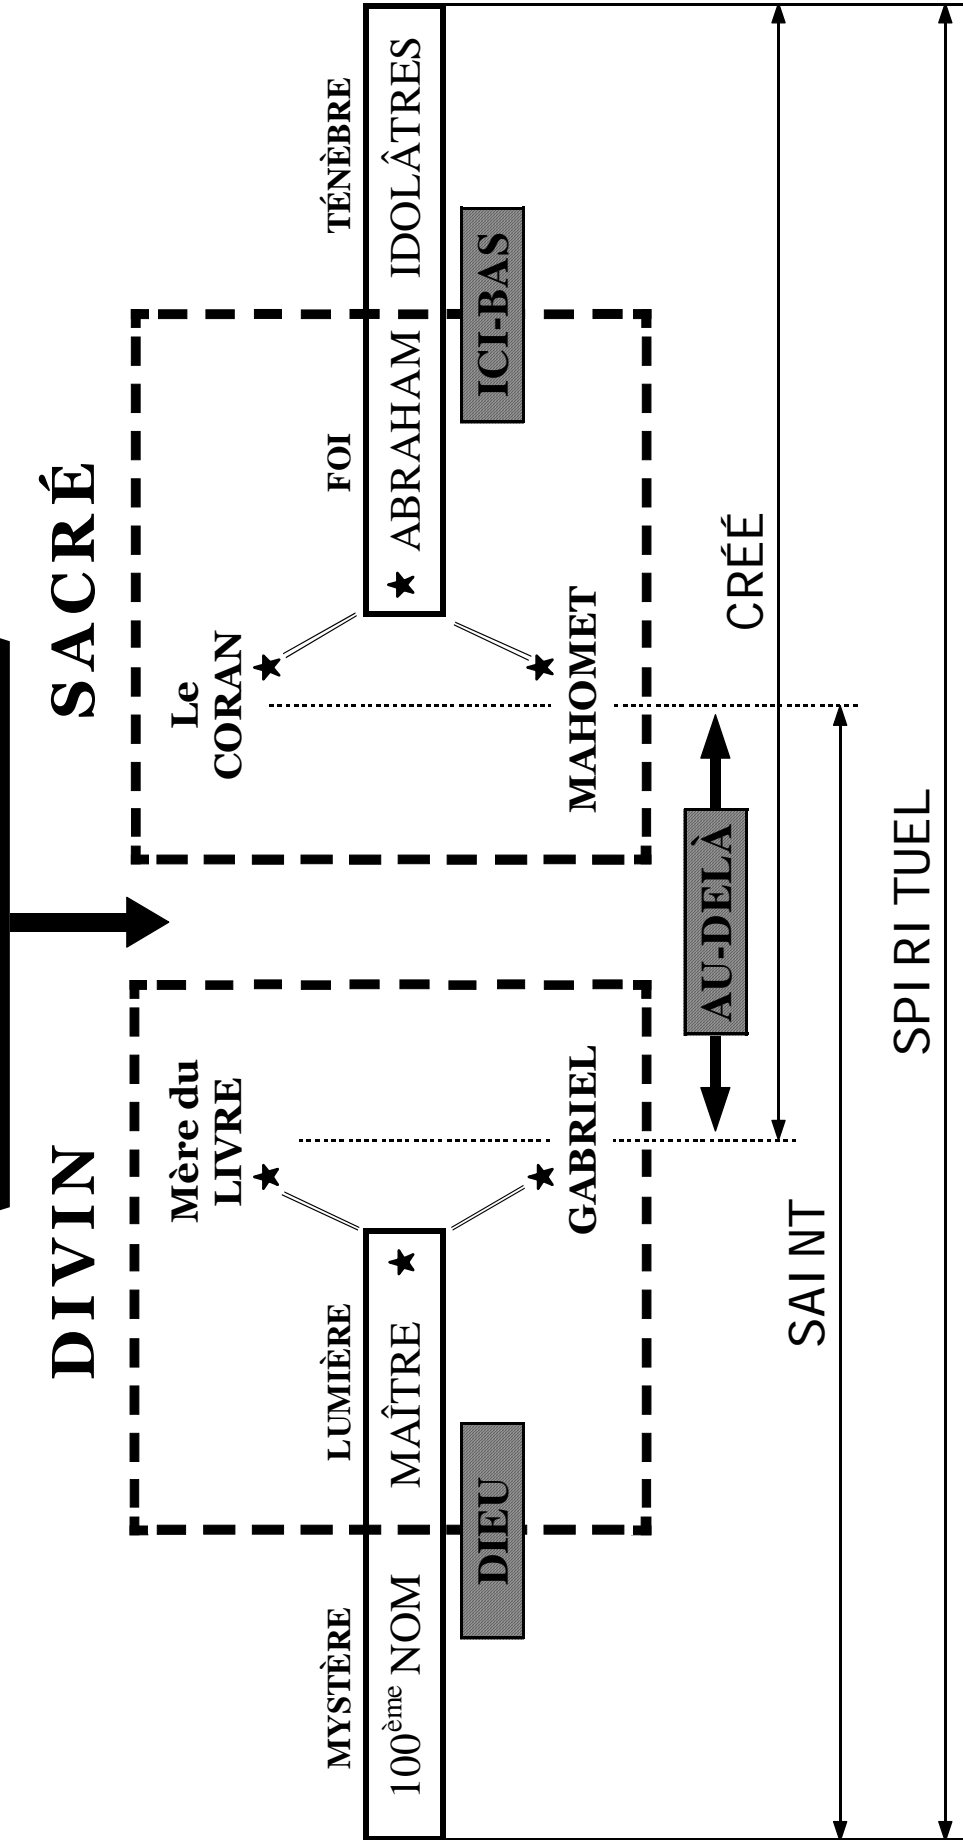 DIVIN
SACRÉ
Mère du
LIVRE
Le
CORAN
MYSTÈRE
LUMIÈRE
FOI
TÉNÈBRE
100ème NOM
MAÎTRE
ABRAHAM
IDOLÂTRES
DIEU
ICI-BAS
GABRIEL
MAHOMET
AU-DELÀ
CRÉÉ
SAINT
SPIRITUEL